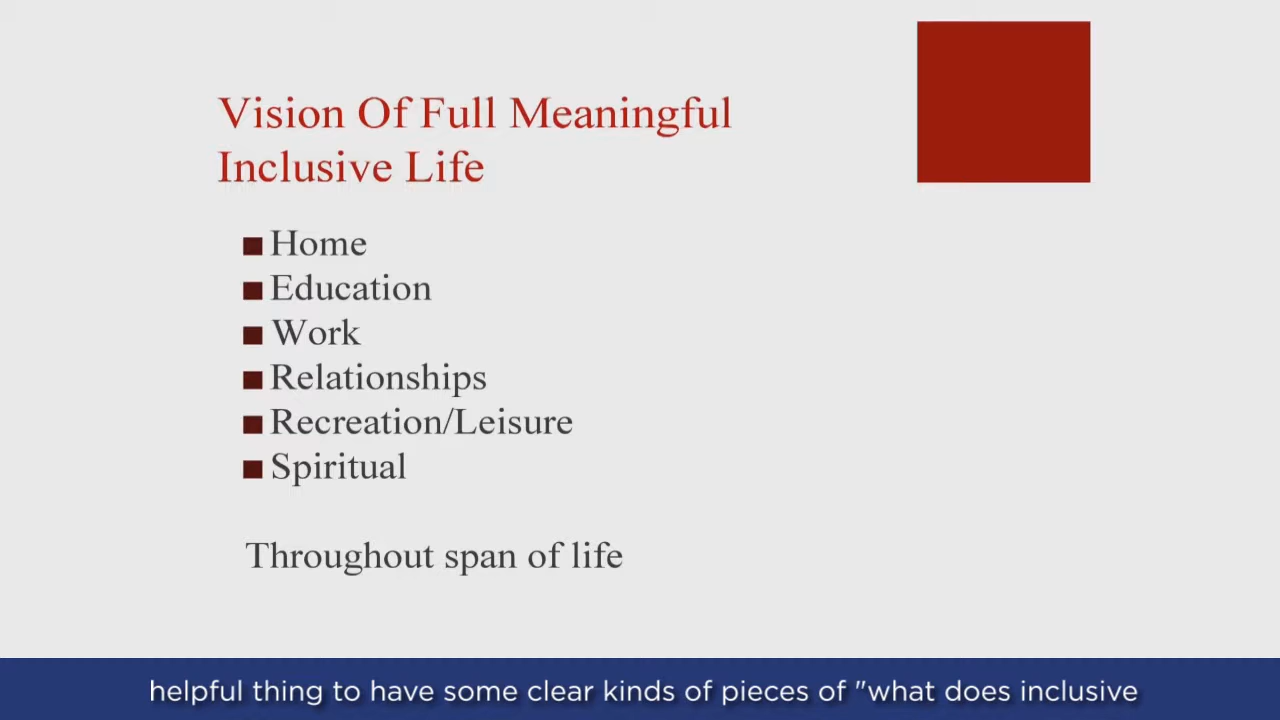 Vision Of Full Meaningful
Inclusive Life
Home
Education
Work
Relationships
Recreation/Leisure
Spiritual
Throughout span of life
helpful thing to have some clear kinds of pieces of "what does inclusive